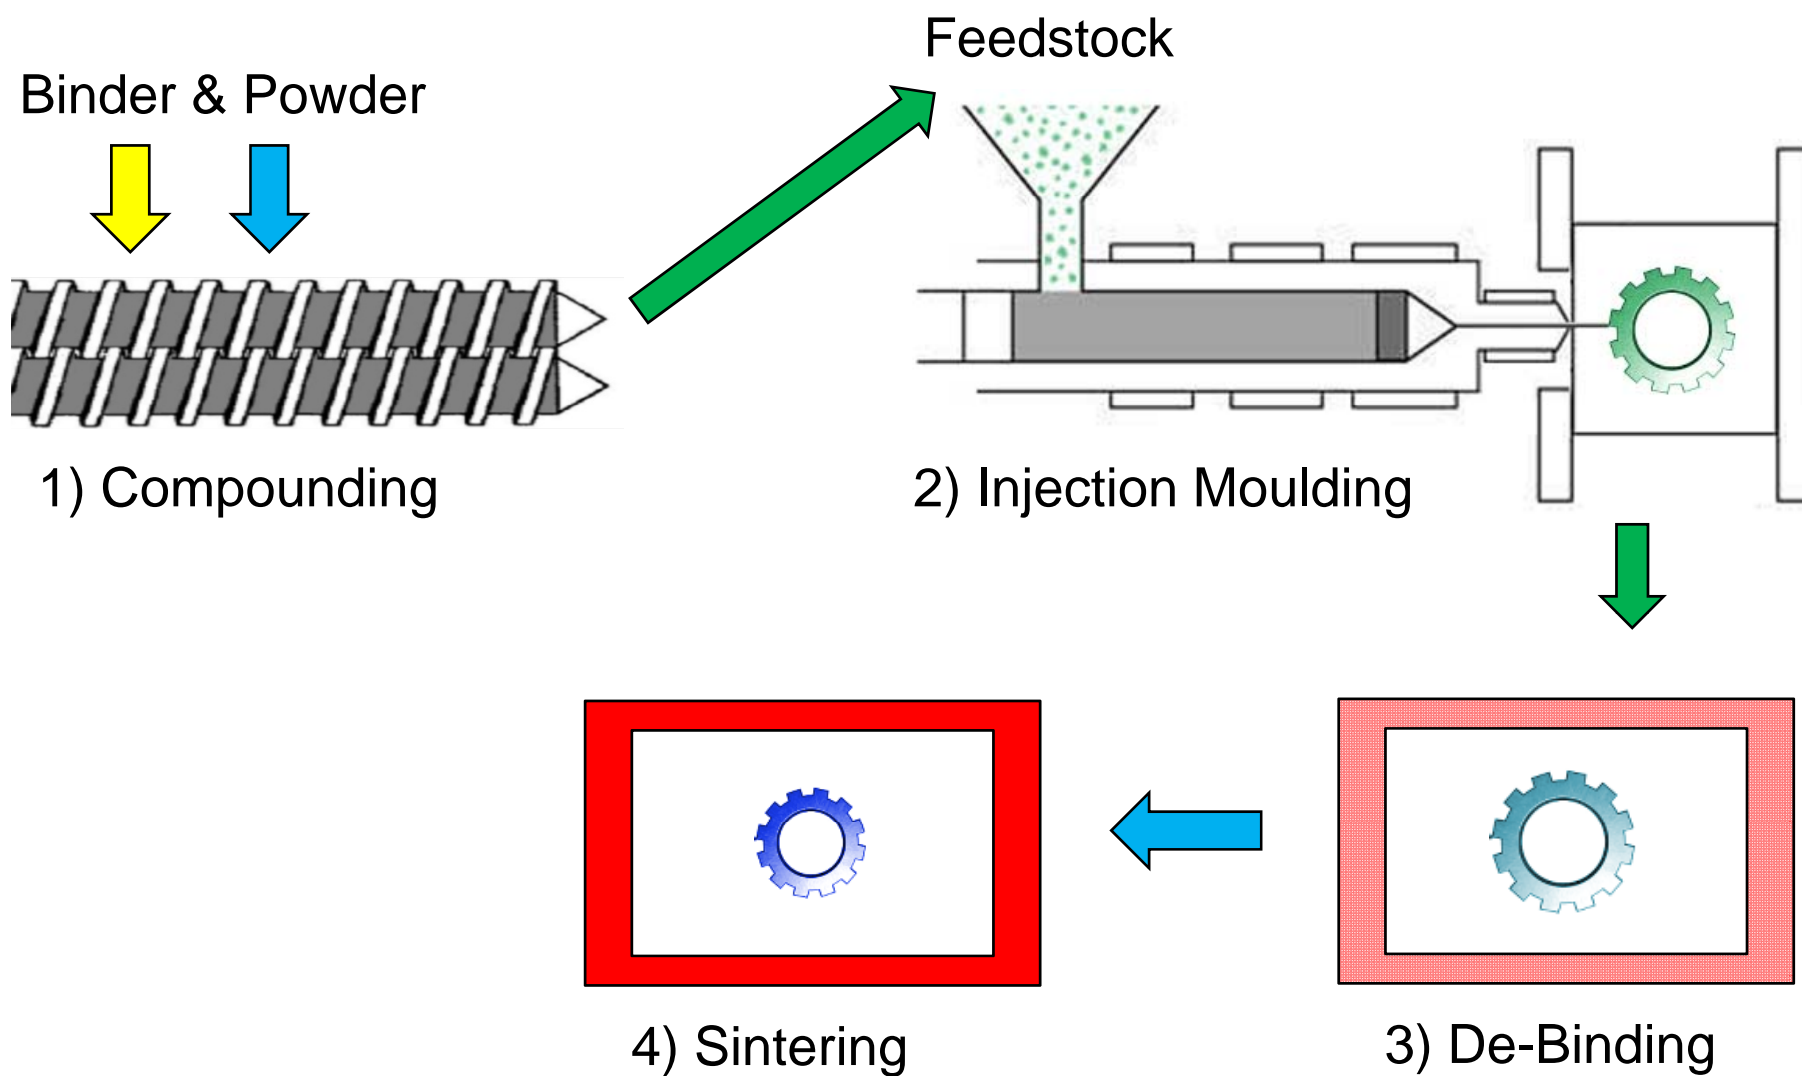 Feedstock
Binder & Powder
1) Compounding
2) Injection Moulding
4) Sintering
3) De-Binding